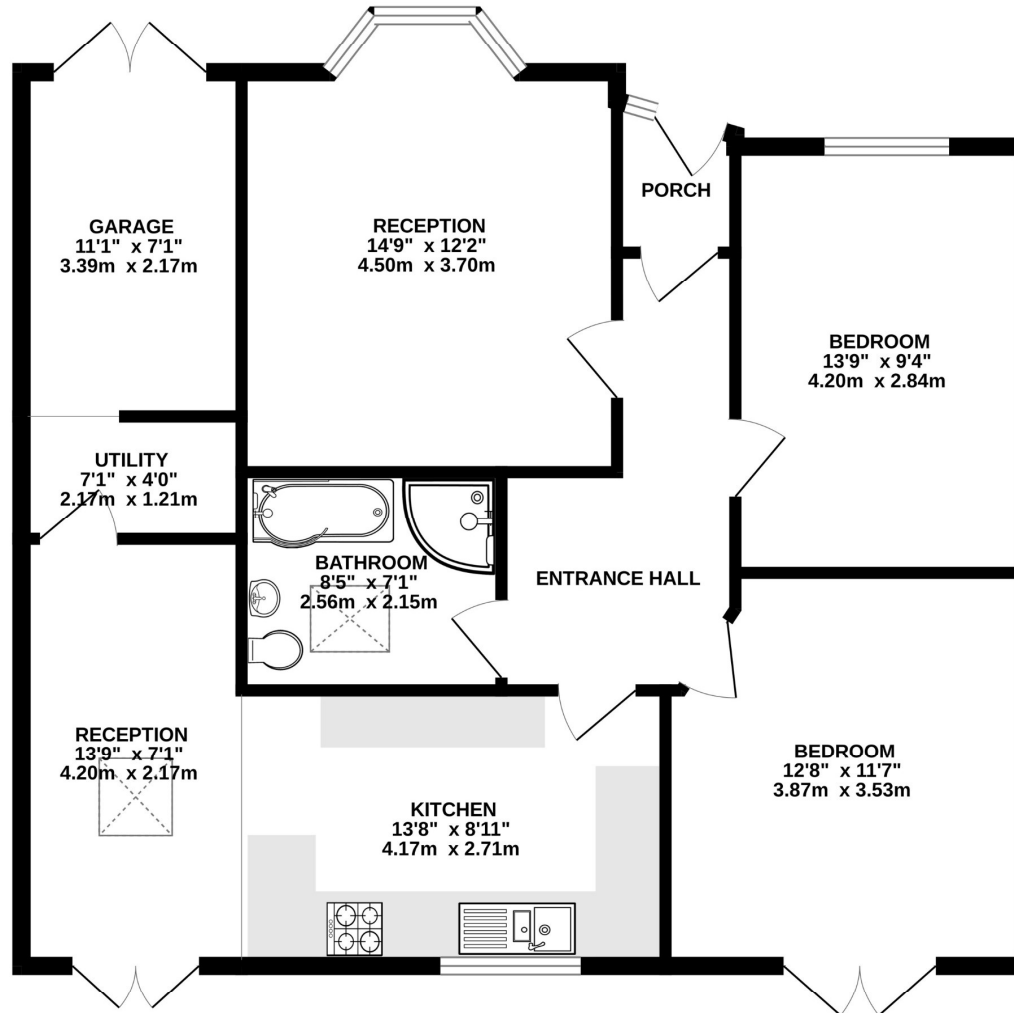 GARAGE
11'1" x 7'1"
3.39m x 2.17m
RECEPTION
14'9" x 12'2"
4.50m x 3.70m
PORCH
BEDROOM
13'9" x 9'4"
4.20m x 2.84m
UTILITY
7'1" x 4'0"
2.17m x 1.21m
BATHROOM
8'5" x 7'1"
2.56m x 2.15m
ENTRANCE HALL
RECEPTION
13'9" x 7'1"
4.20m x 2.17m
KITCHEN
13'8" x 8'11"
4.17m x 2.71m
BEDROOM
12'8" x 11'7"
3.87m x 3.53m